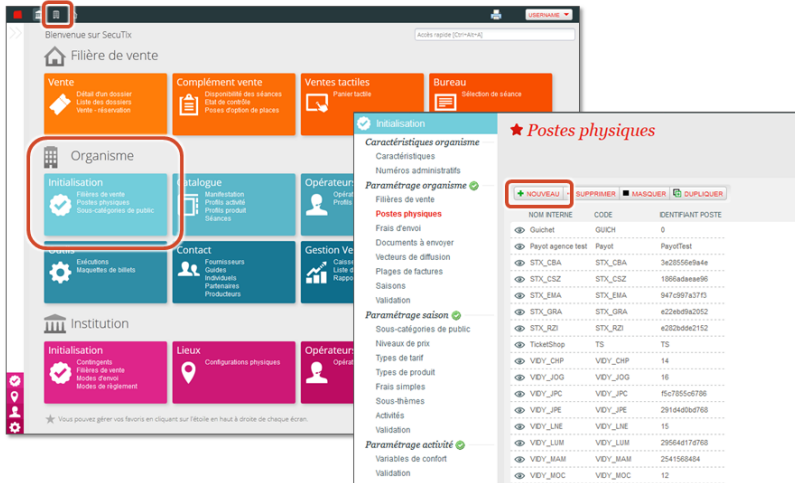 USERNAME
Bienvenue sur SecuTix
Accès rapide [Ctrl+Alt+A]
Filière de vente
Vente
Détail d'un dossier
Liste des dossiers
Vente - réservation
Complément vente
Disponibilité des séances
Etat de contrôle
Poses d'option de places
Ventes tactiles
Panier tactile
Bureau
Sélection de séance
Organisme
Initialisation
Filières de vente
Postes physiques
Sous-catégories de public
Catalogue
Manifestation
Profils activité
Profils produit
Séances
Opérateurs
Profils
Outils
Exécutions
Maquettes de billets
Contact
Fournisseurs
Guides
Individuels
Partenaires
Producteurs
Gestion Ve
Caisse
Liste d
Rappo
Institution
Initialisation
Contingents
Filières de vente
Modes d'envoi
Modes de règlement
Lieux
Configurations physiques
Opérateur
Opérat
Vous pouvez gérer vos favoris en cliquant sur l'étoile en haut à droite de chaque écran.
Initialisation
Caractéristiques organisme
Caractéristiques
Numéros administratifs
Paramétrage organisme
Filières de vente
Postes physiques
Frais d'envoi
Documents à envoyer
Vecteurs de diffusion
Plages de factures
Saisons
Validation
Paramétrage saison
Sous-catégories de public
Niveaux de prix
Types de tarif
Types de produit
Frais simples
Sous-thèmes
Activités
Validation
Paramétrage activité
Variables de confort
Validation
Postes physiques
NOUVEAU SUPPRIMER MASQUER DUPLIQUER
NOM INTERNE CODE IDENTIFIANT POSTE
Guichet GUICH 0
Payot agence test Payot PayotTest
STX_CBA STX_CBA 3e28556e9a4e
STX_CSZ STX_CSZ 1866adaeae96
STX_EMA STX_EMA 947c997a37f3
STX_GRA STX_GRA e22ebd9a2052
STX_RZI STX_RZI e282bdde2152
TicketShop TS TS
VIDY_CHP VIDY_CHP 14
VIDY_JOG VIDY_JOG 16
VIDY_JPC VIDY_JPC f5c7855c6786
VIDY_JPE VIDY_JPE 291d4d0bd768
VIDY_LNE VIDY_LNE 15
VIDY_LUM VIDY_LUM 29564d17d768
VIDY_MAM VIDY_MAM 2541568484
VIDY_MOC VIDY_MOC 12